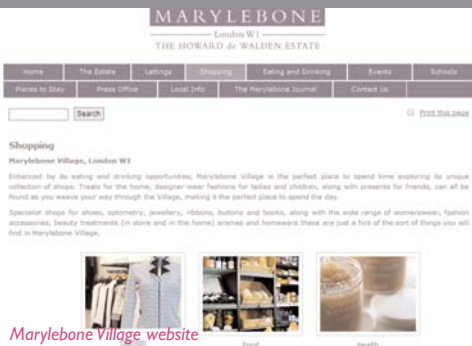 MARYLEBONE
London W1
THE HOWARD de WALDEN ESTATE
Home The Estate Lettings Shopping Eating and Drinking Events Schools
Places to Stay Press Office Local Info The Marylebone Journal Contact Us
Search Print this page
Shopping
Marylebone Village, London W1
Enhanced by its eating and drinking opportunities, Marylebone Village is the perfect place to spend time exploring its unique
collection of shops. Treats for the home, designer-wear fashions for ladies and children, along with presents for friends, can all be
found as you weave your way through the Village, making it the perfect place to spend the day.
Specialist shops for shoes, optometry, jewellery, ribbons, buttons and books, along with the wide range of womenswear, fashion
accessories, beauty treatments (in store and in the home) aromas and homeware these are just a hint of the sort of things you will
find in Marylebone Village.
Marylebone Village website
Food Health